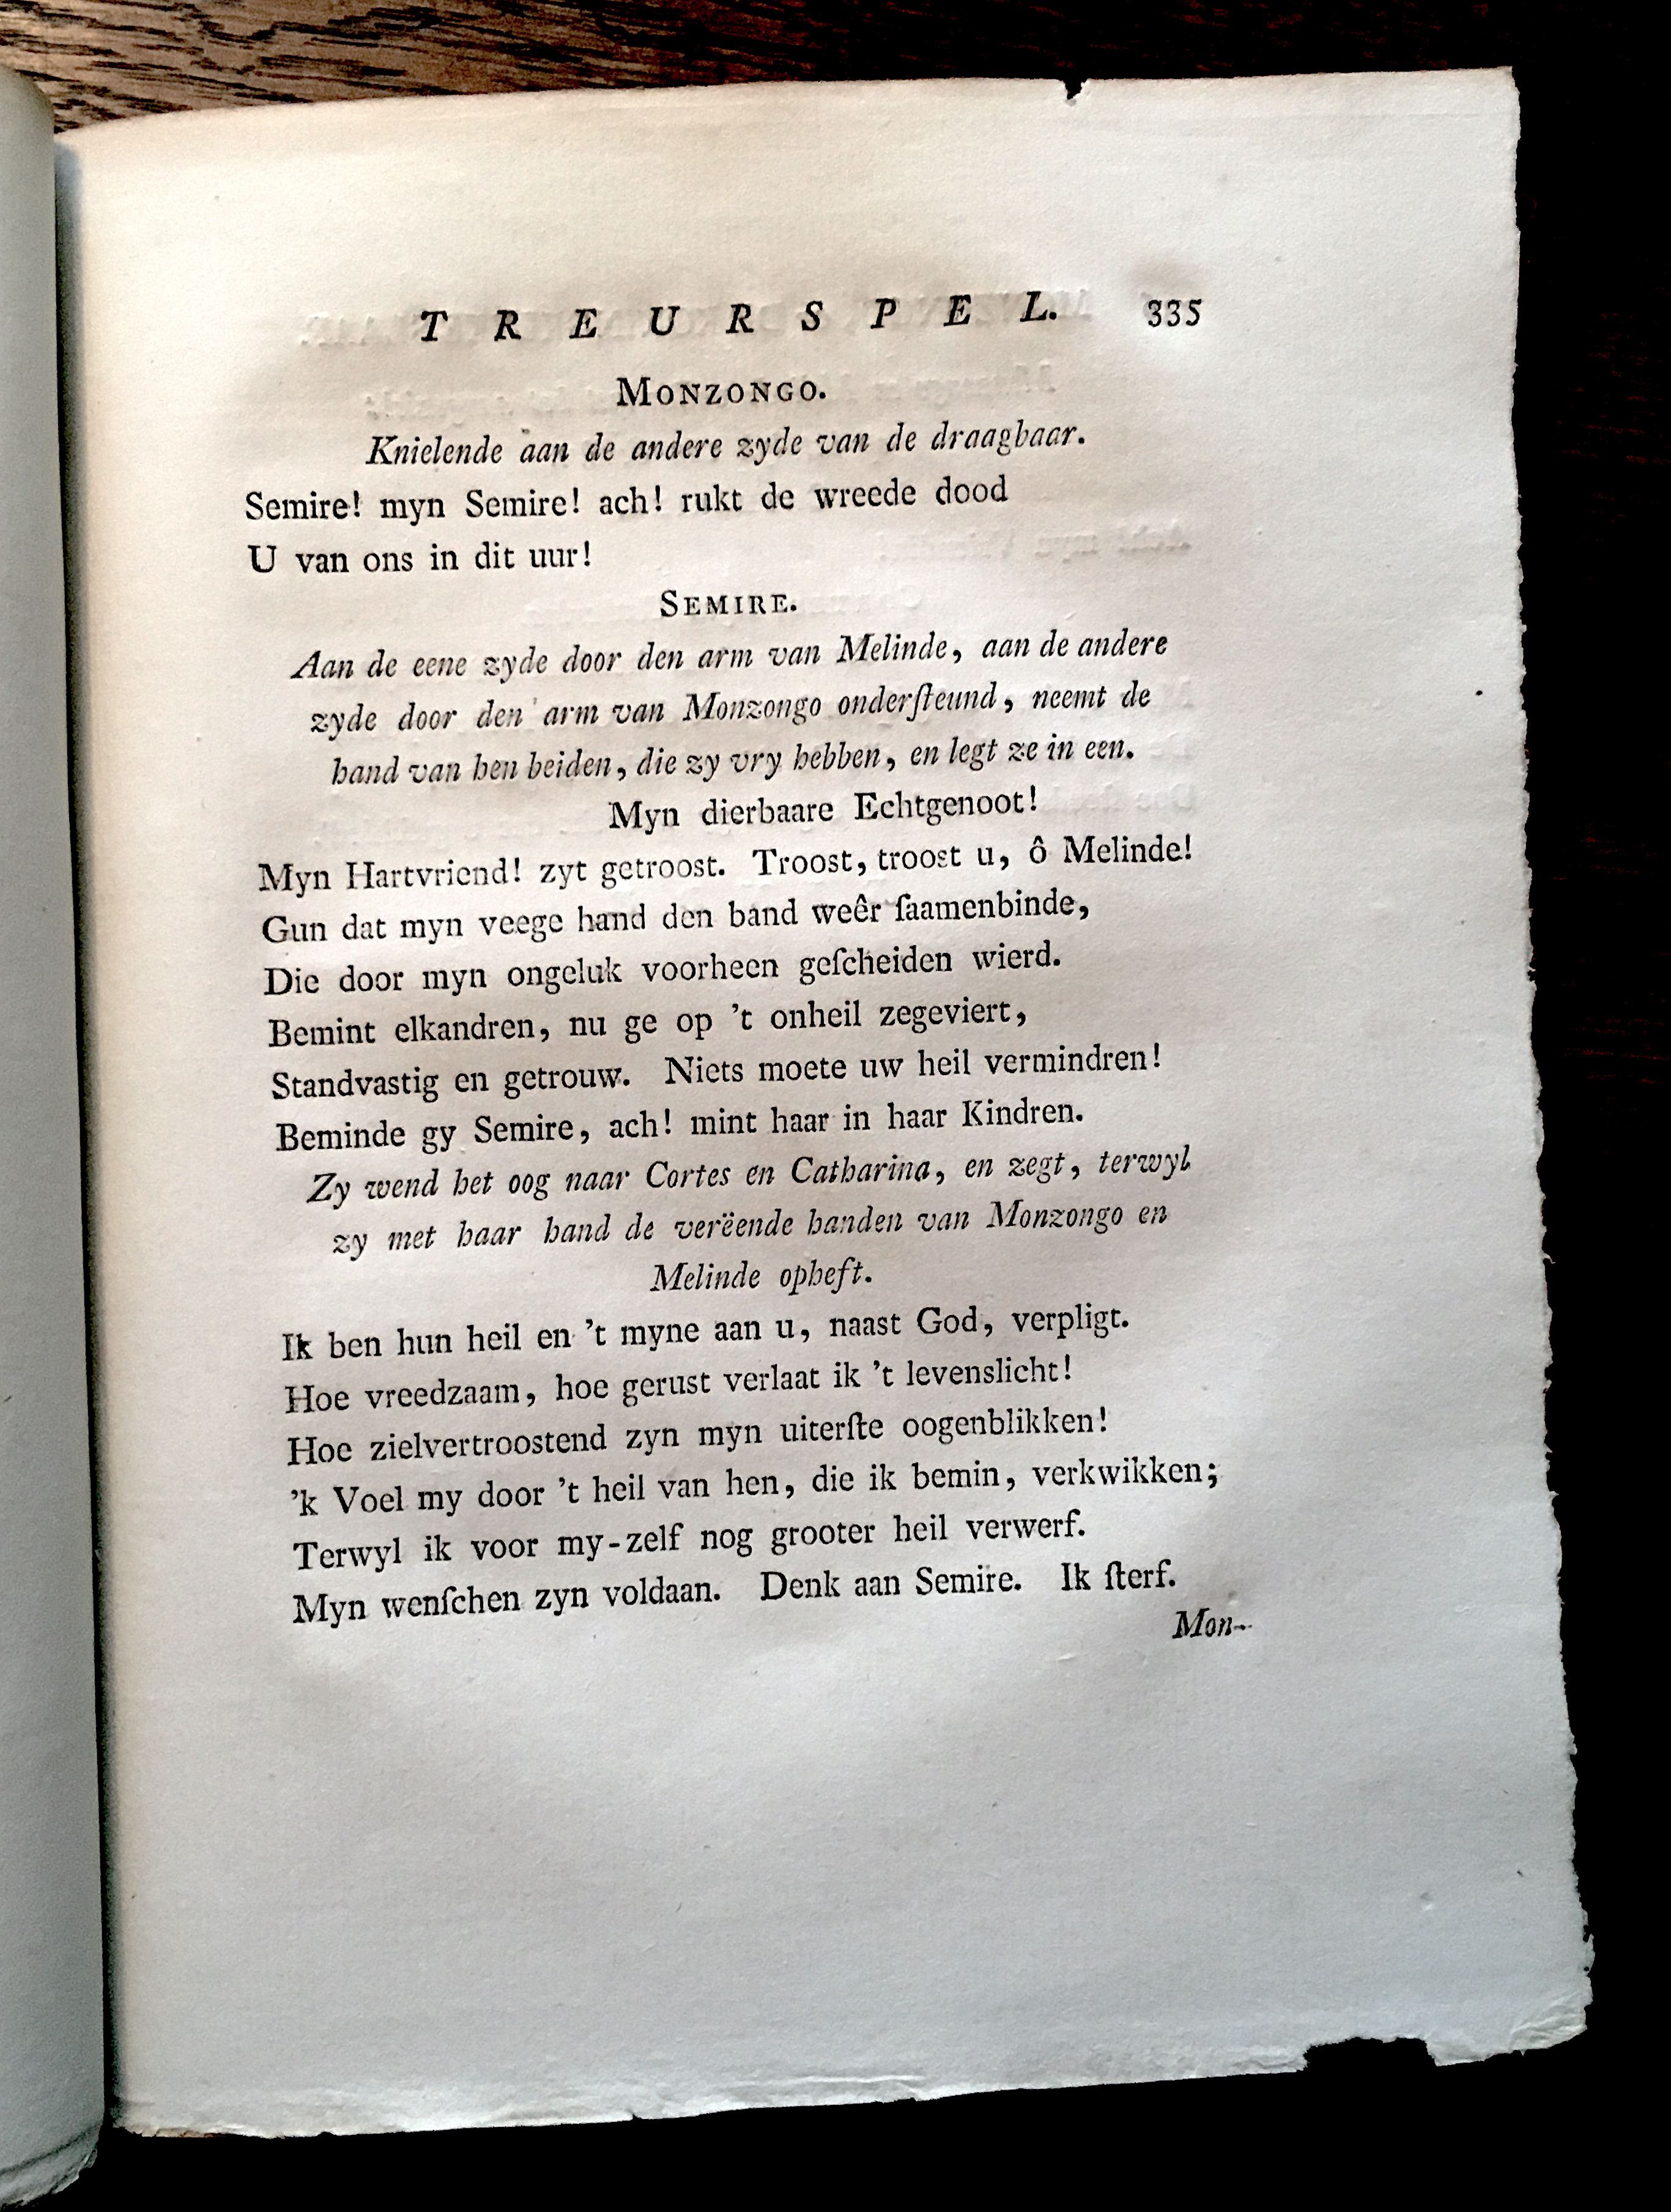 TREURSPEL. 335
MONZONGO.
Knielende aan de andere zyde van de draagbaar.
Semire! myn Semire! ach! rukt de wreede dood
U van ons in dit uur!
SEMIRE.
Aan de eene zyde door den arm van Melinde, aan de andere
zyde door den arm van Monzongo onderſteund, neemt de
hand van hen beiden, die zy vry hebben, en legt ze in een.
Myn dierbaare Echtgenoot!
Myn Hartvriend! zyt getroost. Troost, troost u, ô Melinde!
Gun dat myn veege hand den band weêr ſaamenbinde,
Die door myn ongeluk voorheen geſcheiden wierd.
Bemint elkandren, nu ge op 't onheil zegeviert,
Standvastig en getrouw. Niets moete uw heil vermindren!
Beminde gy Semire, ach! mint haar in haar Kindren.
Zy wend het oog naar Cortes en Catharina, en zegt, terwyl
zy met haar hand de verëende handen van Monzongo en
Melinde opheft.
Ik ben hun heil en 't myne aan u, naast God, verpligt.
Hoe vreedzaam, hoe gerust verlaat ik 't levenslicht!
Hoe zielvertroostend zyn myn uiterſte oogenblikken!
'k Voel my door 't heil van hen, die ik bemin, verkwikken;
Terwyl ik voor my-zelf nog grooter heil verwerf.
Myn wenſchen zyn voldaan. Denk aan Semire. Ik ſterf.
Mon-